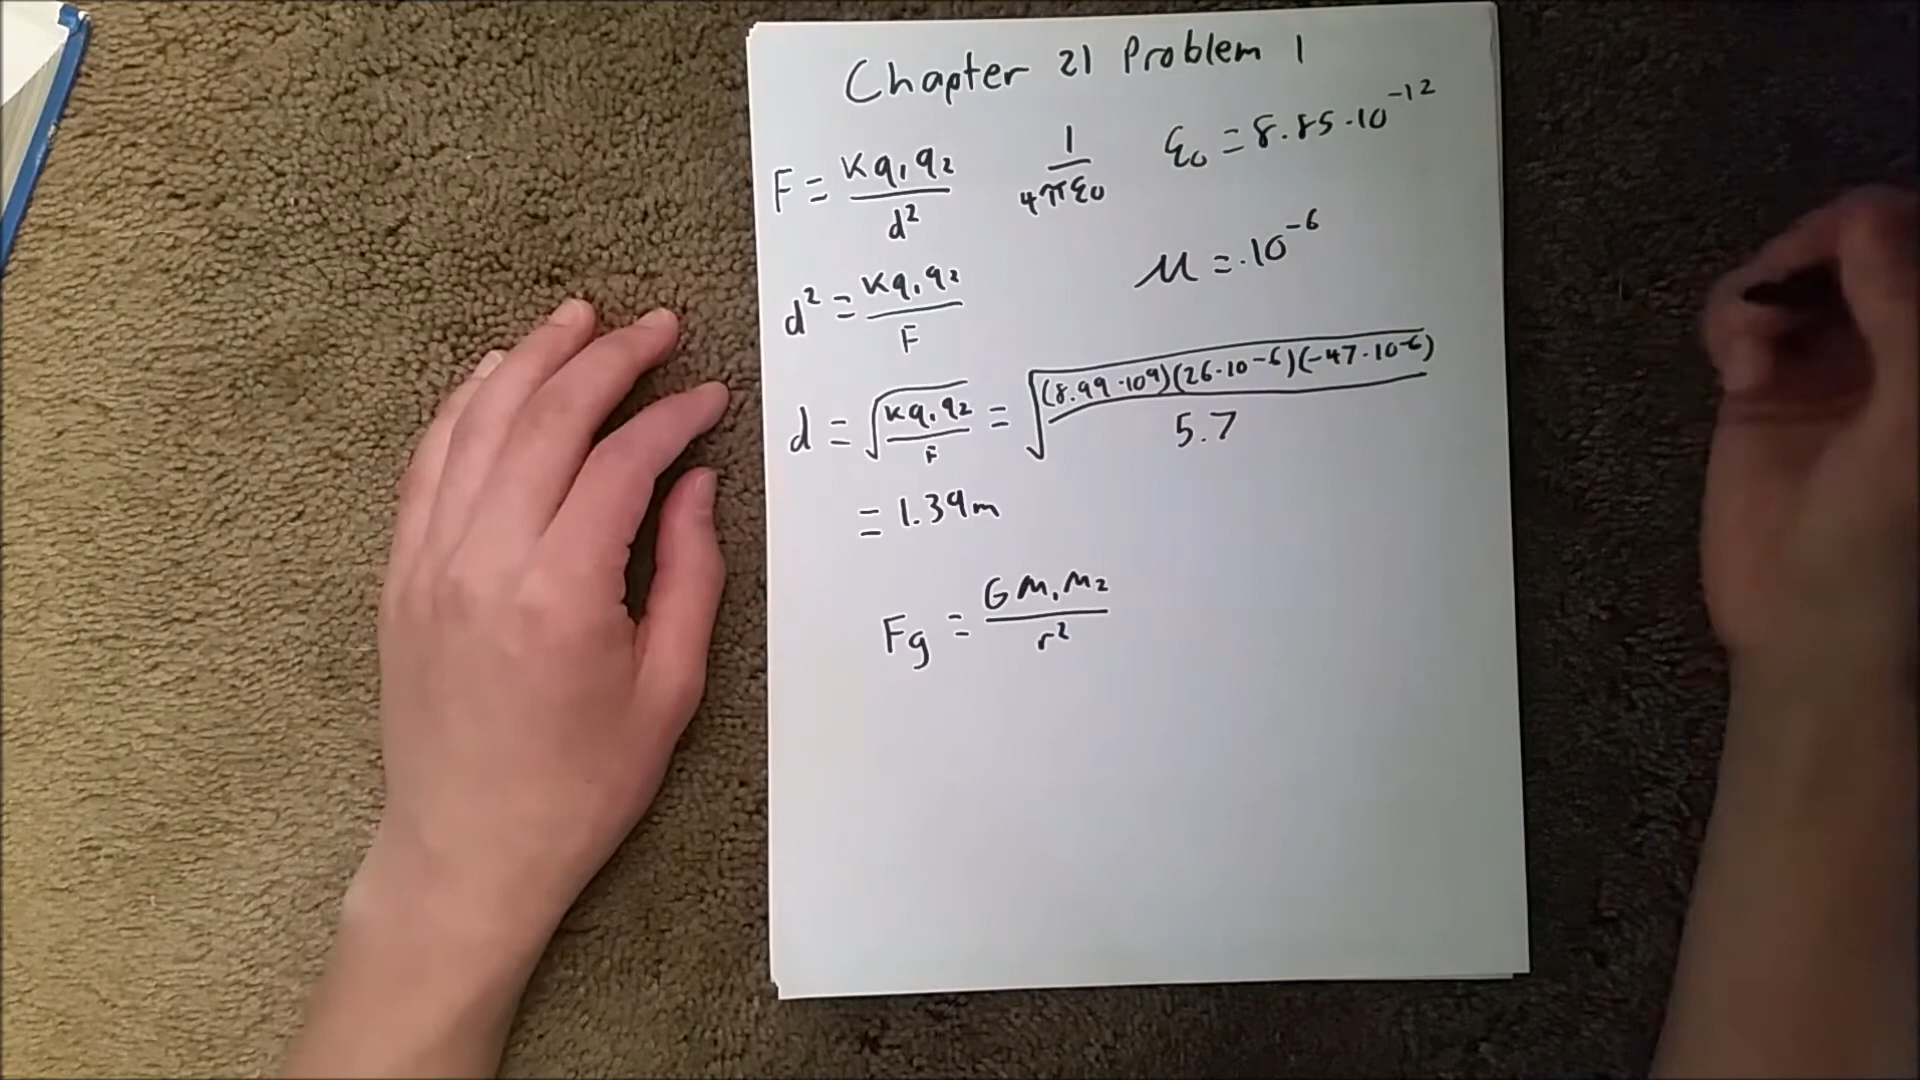 Chapter 21 Problem 1
F = kq₁q₂/d²
1/4πε₀
ε₀ = 8.85·10⁻¹²
d² = kq₁q₂/F
μ = ·10⁻⁶
d = √(kq₁q₂/F) = √((8.99·10⁹)(26·10⁻⁶)(-47·10⁻⁶)/5.7)
= 1.39m
Fg = GM₁M₂/r²